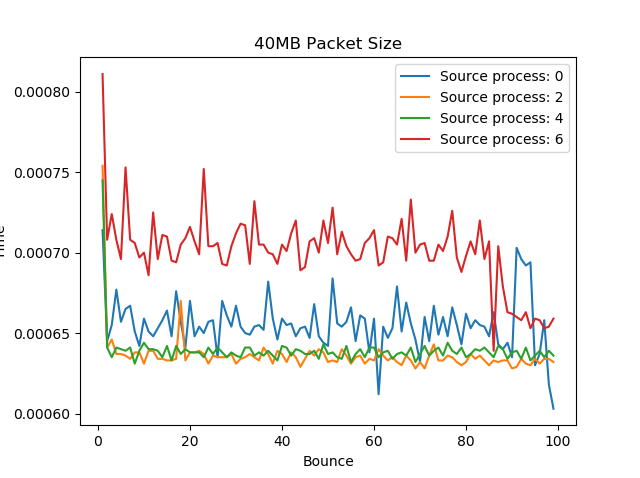 40MB Packet Size
Source process: 0
Source process: 2
Source process: 4
Source process: 6
0.00080
0.00075
0.00070
0.00065
0.00060
0
20
40
60
80
100
Bounce